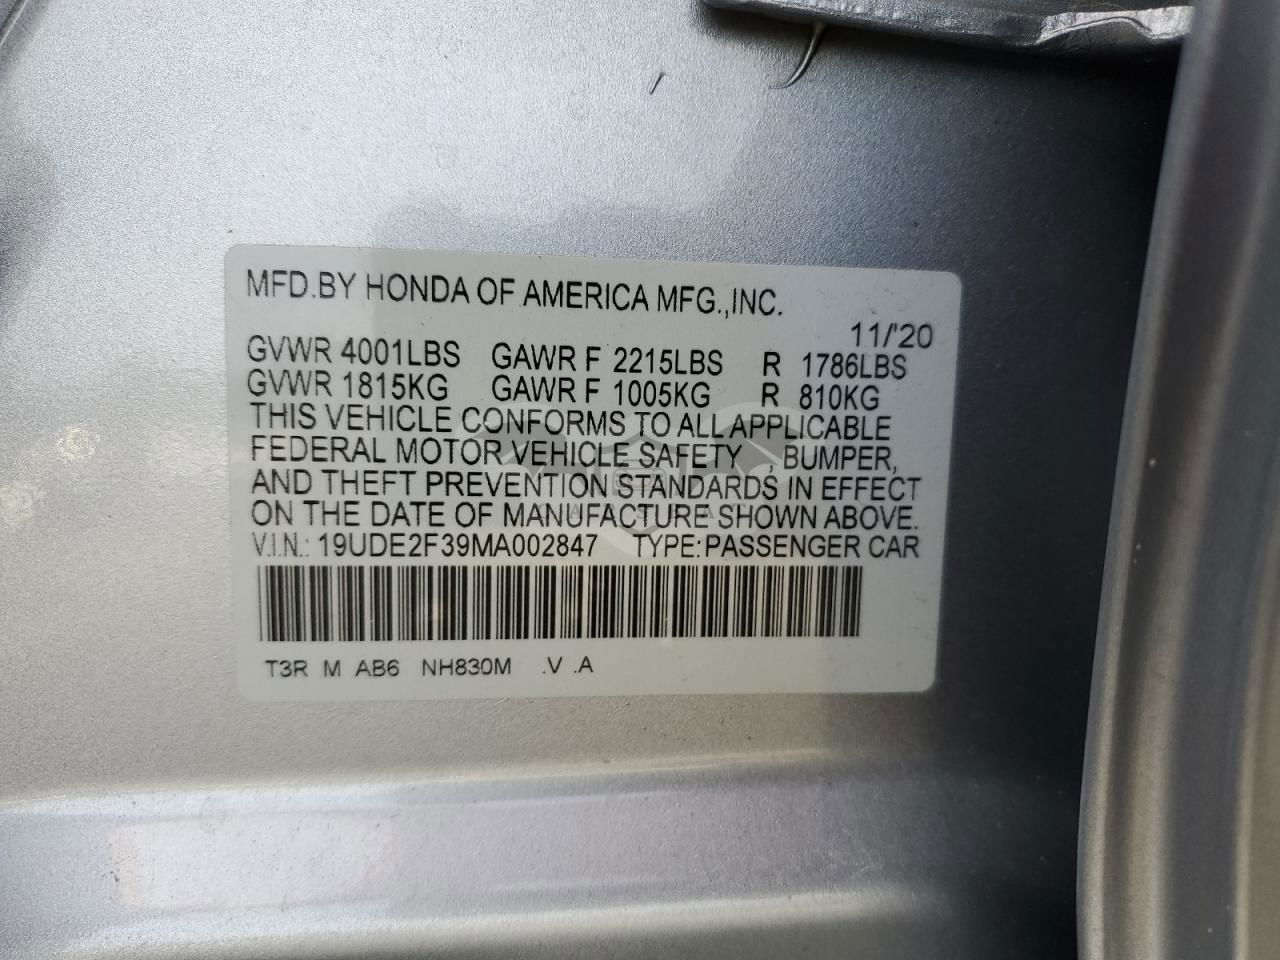 MFD.BY HONDA OF AMERICA MFG.,INC.
11/'20
GVWR 4001LBS GAWR F 2215LBS R 1786LBS
GVWR 1815KG GAWR F 1005KG R 810KG
THIS VEHICLE CONFORMS TO ALL APPLICABLE
FEDERAL MOTOR VEHICLE SAFETY , BUMPER,
AND THEFT PREVENTION STANDARDS IN EFFECT
ON THE DATE OF MANUFACTURE SHOWN ABOVE.
V.I.N.: 19UDE2F39MA002847 TYPE:PASSENGER CAR
T3R M AB6 NH830M .V .A